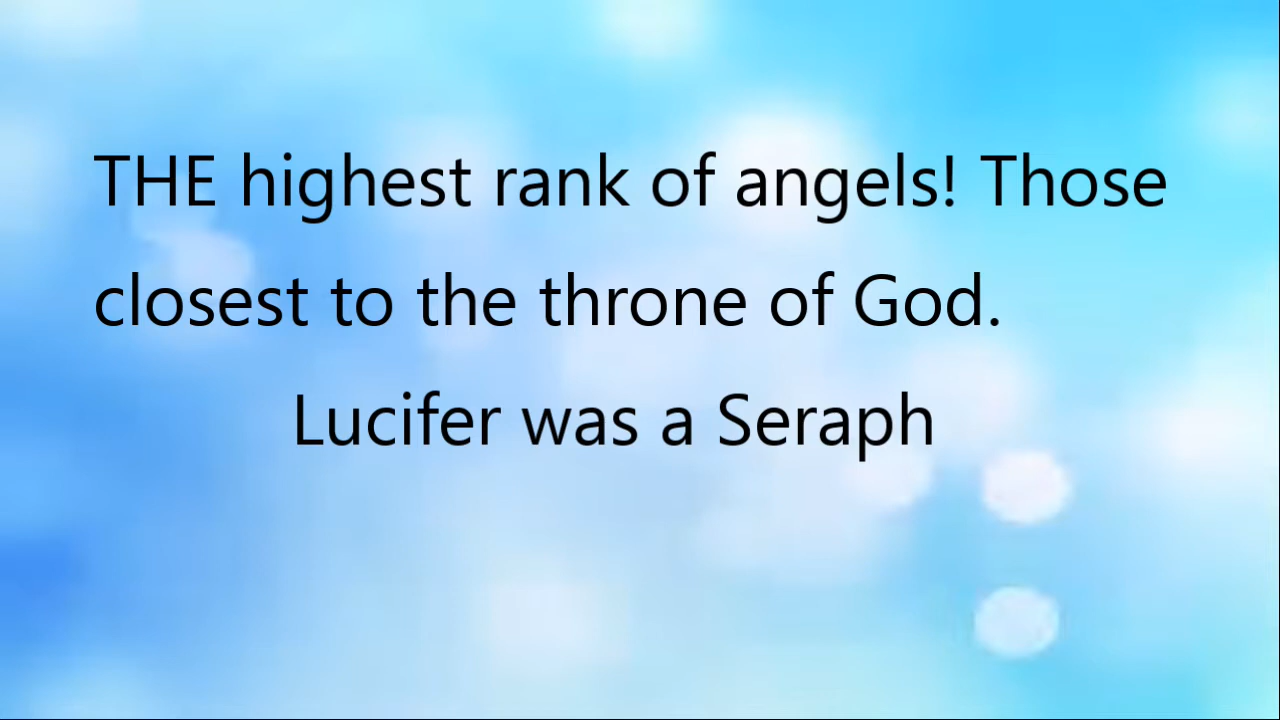 THE highest rank of angels! Those
closest to the throne of God.
Lucifer was a Seraph